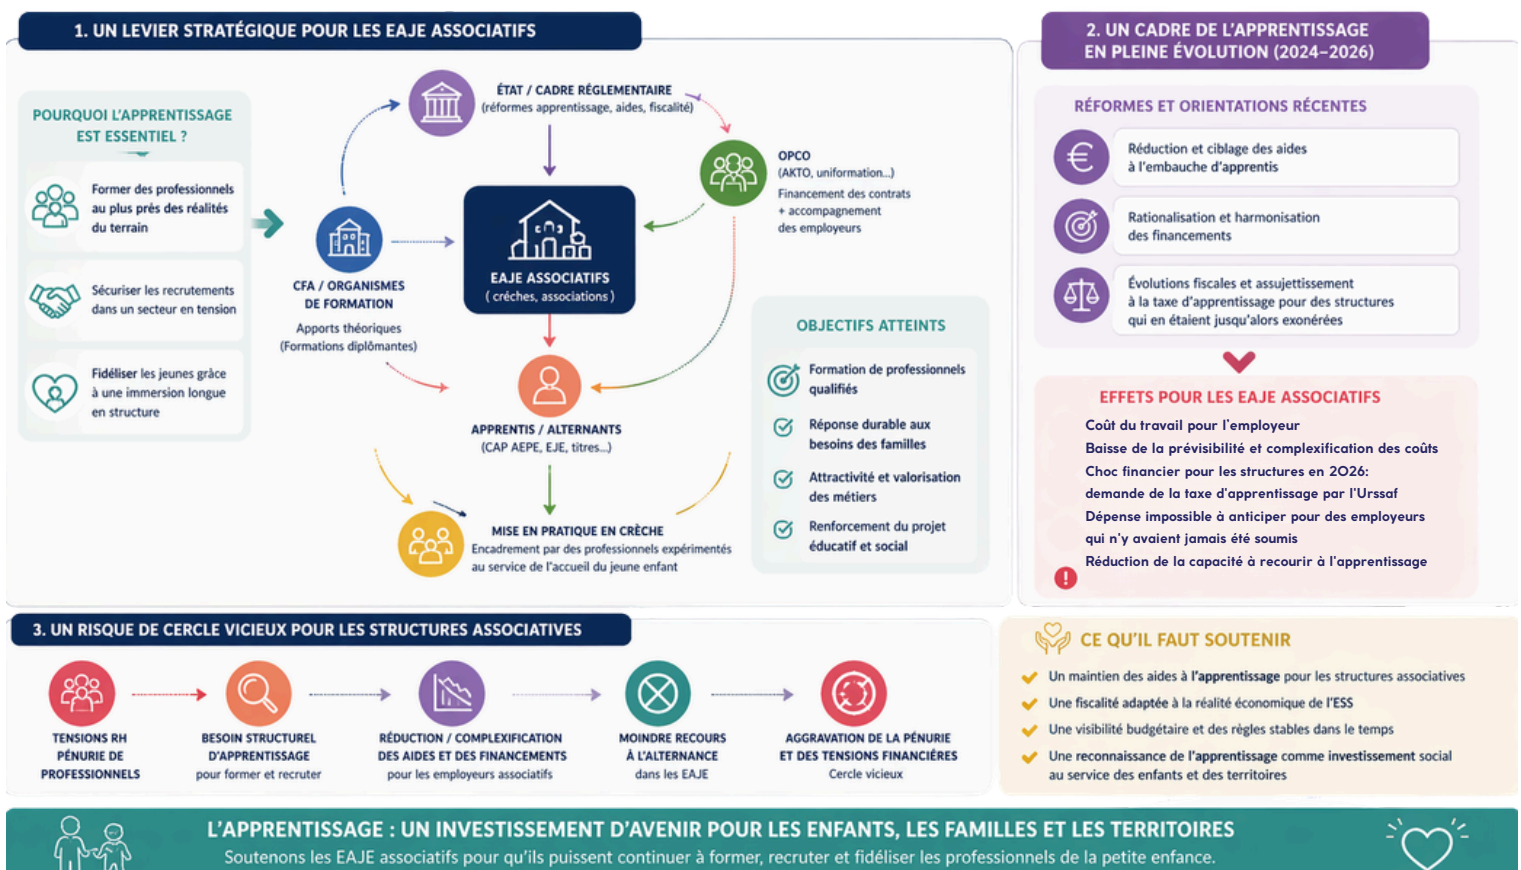 1. UN LEVIER STRATÉGIQUE POUR LES EAJE ASSOCIATIFS
POURQUOI L'APPRENTISSAGE
EST ESSENTIEL ?
Former des professionnels
au plus près des réalités
du terrain
Sécuriser les recrutements
dans un secteur en tension
Fidéliser les jeunes grâce
à une immersion longue
en structure
ÉTAT / CADRE RÉGLEMENTAIRE
(réformes apprentissage, aides, fiscalité)
OPCO
(AKTO, uniformation...)
Financement des contrats
+ accompagnement
des employeurs
CFA / ORGANISMES
DE FORMATION
Apports théoriques
(Formations diplômantes)
EAJE ASSOCIATIFS
( crèches, associations )
APPRENTIS / ALTERNANTS
(CAP AEPE, EJE, titres...)
MISE EN PRATIQUE EN CRÈCHE
Encadrement par des professionnels expérimentés
au service de l'accueil du jeune enfant
OBJECTIFS ATTEINTS
Formation de professionnels
qualifiés
Réponse durable aux
besoins des familles
Attractivité et valorisation
des métiers
Renforcement du projet
éducatif et social
2. UN CADRE DE L'APPRENTISSAGE
EN PLEINE ÉVOLUTION (2024–2026)
RÉFORMES ET ORIENTATIONS RÉCENTES
Réduction et ciblage des aides
à l'embauche d'apprentis
Rationalisation et harmonisation
des financements
Évolutions fiscales et assujettissement
à la taxe d'apprentissage pour des structures
qui en étaient jusqu'alors exonérées
EFFETS POUR LES EAJE ASSOCIATIFS
Coût du travail pour l'employeur
Baisse de la prévisibilité et complexification des coûts
Choc financier pour les structures en 2026:
demande de la taxe d'apprentissage par l'Urssaf
Dépense impossible à anticiper pour des employeurs
qui n'y avaient jamais été soumis
Réduction de la capacité à recourir à l'apprentissage
3. UN RISQUE DE CERCLE VICIEUX POUR LES STRUCTURES ASSOCIATIVES
TENSIONS RH
PÉNURIE DE
PROFESSIONNELS
BESOIN STRUCTUREL
D'APPRENTISSAGE
pour former et recruter
RÉDUCTION / COMPLEXIFICATION
DES AIDES ET DES FINANCEMENTS
pour les employeurs associatifs
MOINDRE RECOURS
À L'ALTERNANCE
dans les EAJE
AGGRAVATION DE LA PÉNURIE
ET DES TENSIONS FINANCIÈRES
Cercle vicieux
CE QU'IL FAUT SOUTENIR
Un maintien des aides à l'apprentissage pour les structures associatives
Une fiscalité adaptée à la réalité économique de l'ESS
Une visibilité budgétaire et des règles stables dans le temps
Une reconnaissance de l'apprentissage comme investissement social
au service des enfants et des territoires
L'APPRENTISSAGE : UN INVESTISSEMENT D'AVENIR POUR LES ENFANTS, LES FAMILLES ET LES TERRITOIRES
Soutenons les EAJE associatifs pour qu'ils puissent continuer à former, recruter et fidéliser les professionnels de la petite enfance.